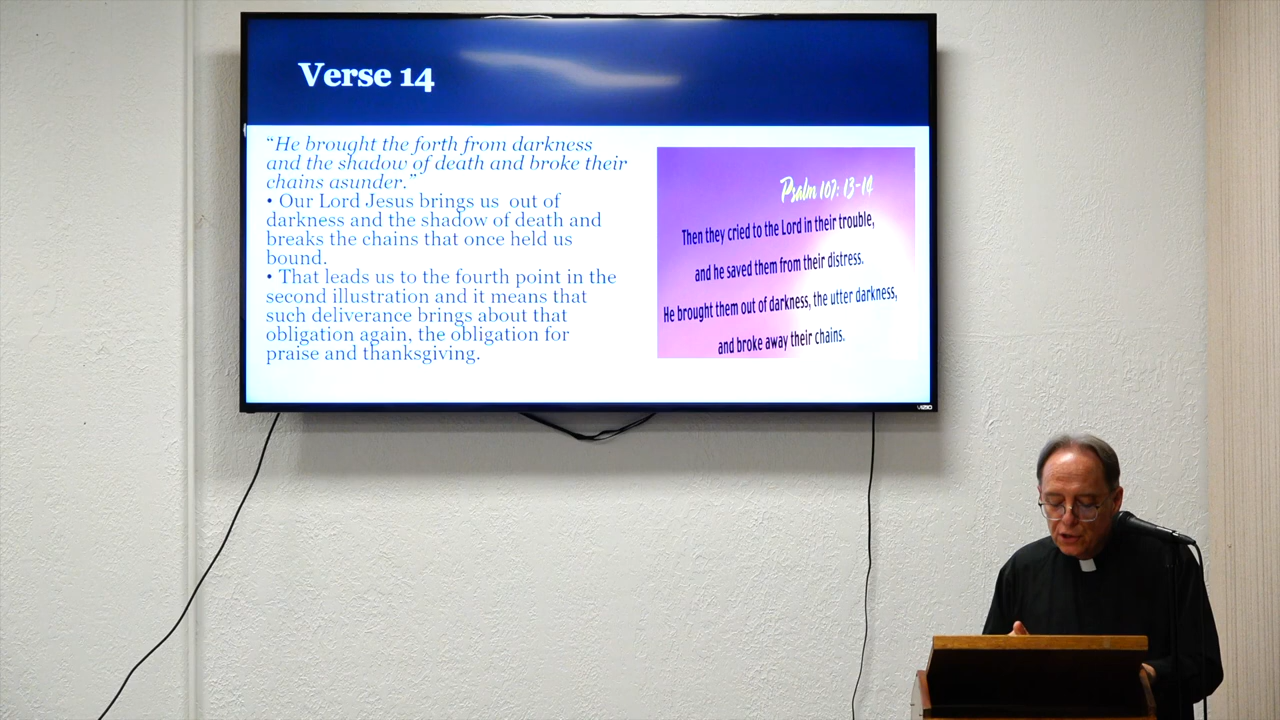 Verse 14
“He brought the forth from darkness
and the shadow of death and broke their
chains asunder.”
• Our Lord Jesus brings us out of
darkness and the shadow of death and
breaks the chains that once held us
bound.
• That leads us to the fourth point in the
second illustration and it means that
such deliverance brings about that
obligation again, the obligation for
praise and thanksgiving.
Psalm 107: 13-14
Then they cried to the Lord in their trouble,
and he saved them from their distress.
He brought them out of darkness, the utter darkness,
and broke away their chains.
VIZIO